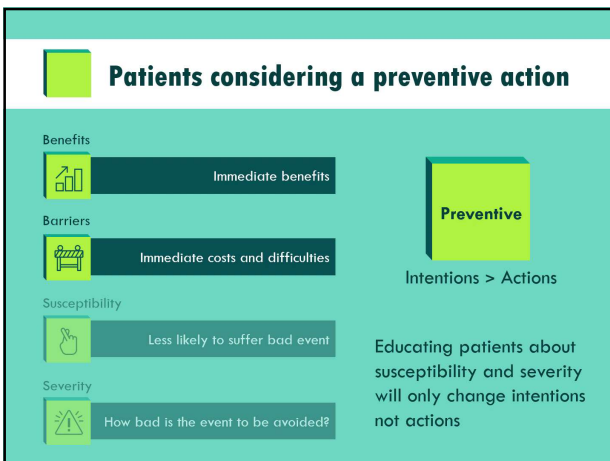 Patients considering a preventive action
Benefits
Immediate benefits
Barriers
Immediate costs and difficulties
Susceptibility
Less likely to suffer bad event
Severity
How bad is the event to be avoided?
Preventive
Intentions > Actions
Educating patients about
susceptibility and severity
will only change intentions
not actions